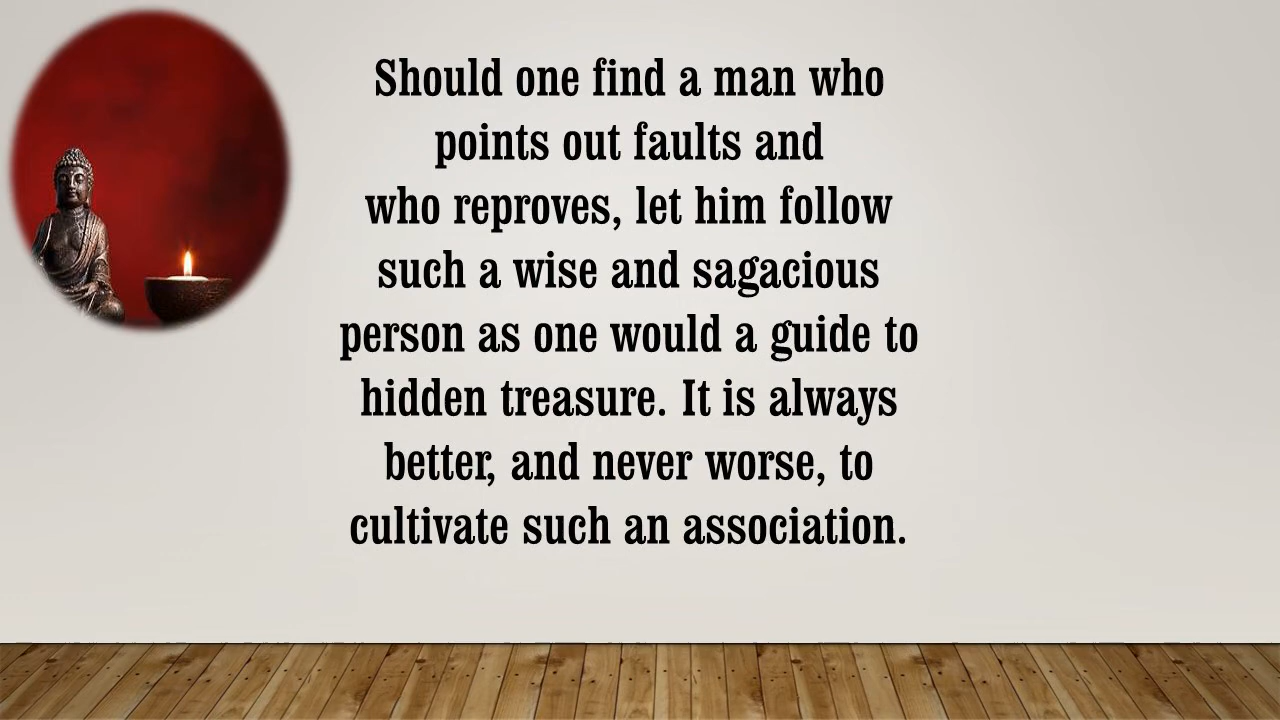 Should one find a man who
points out faults and
who reproves, let him follow
such a wise and sagacious
person as one would a guide to
hidden treasure. It is always
better, and never worse, to
cultivate such an association.